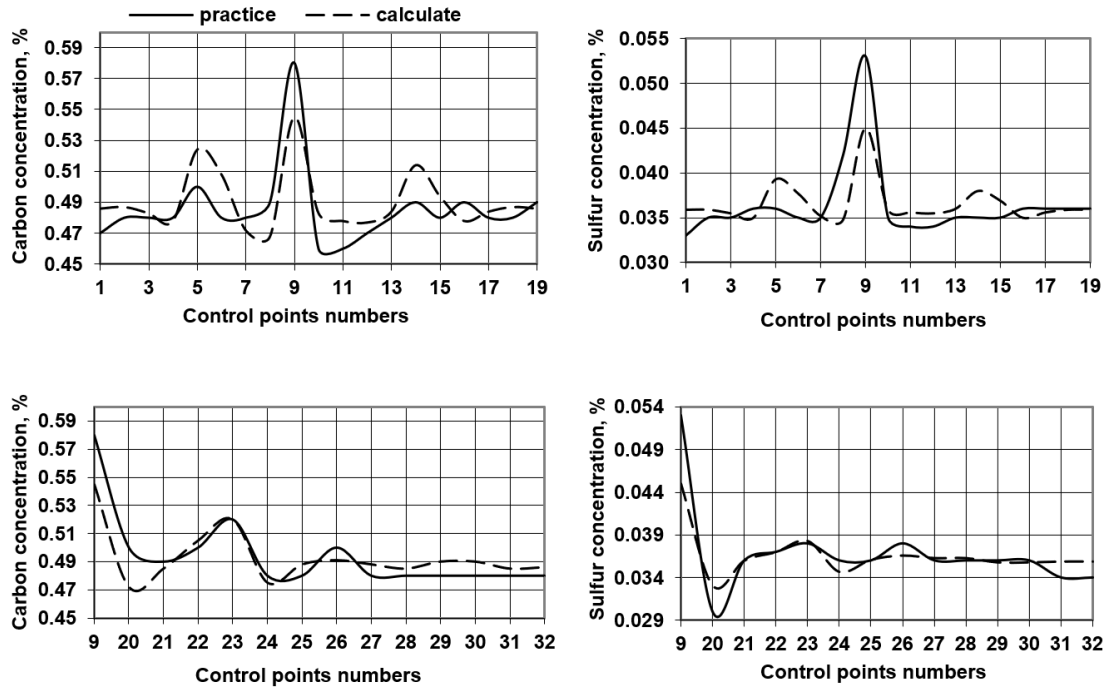 practice calculate
Carbon concentration, %
0.59
0.57
0.55
0.53
0.51
0.49
0.47
0.45
1 3 5 7 9 11 13 15 17 19
Control points numbers
Sulfur concentration, %
0.055
0.050
0.045
0.040
0.035
0.030
1 3 5 7 9 11 13 15 17 19
Control points numbers
Carbon concentration, %
0.59
0.57
0.55
0.53
0.51
0.49
0.47
0.45
9 20 21 22 23 24 25 26 27 28 29 30 31 32
Control points numbers
Sulfur concentration, %
0.054
0.049
0.044
0.039
0.034
0.029
9 20 21 22 23 24 25 26 27 28 29 30 31 32
Control points numbers